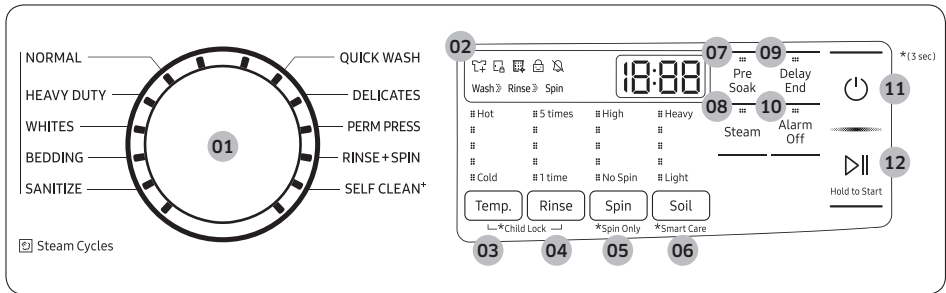 NORMAL
HEAVY DUTY
WHITES
BEDDING
SANITIZE
QUICK WASH
DELICATES
PERM PRESS
RINSE+SPIN
SELF CLEAN+
01
Steam Cycles
02
Wash » Rinse » Spin
18:88
Hot 5 times High Heavy
Cold 1 time No Spin Light
Temp. Rinse Spin Soil
*Child Lock *Spin Only *Smart Care
03 04 05 06
07 09
Pre Soak
Delay End
08 10
Steam
Alarm Off
*(3 sec)
11
12
Hold to Start